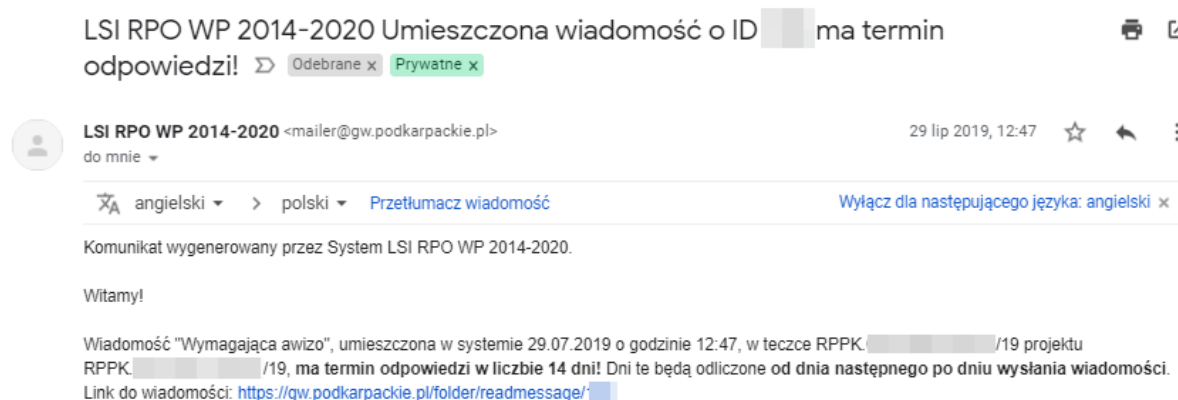 LSI RPO WP 2014-2020 Umieszczona wiadomość o ID ma termin
odpowiedzi! Odebrane x Prywatne x
LSI RPO WP 2014-2020 <mailer@gw.podkarpackie.pl> 29 lip 2019, 12:47
do mnie
angielski > polski Przetłumacz wiadomość Wyłącz dla następującego języka: angielski x
Komunikat wygenerowany przez System LSI RPO WP 2014-2020.
Witamy!
Wiadomość "Wymagająca awizo", umieszczona w systemie 29.07.2019 o godzinie 12:47, w teczce RPPK. /19 projektu
RPPK. /19, ma termin odpowiedzi w liczbie 14 dni! Dni te będą odliczone od dnia następnego po dniu wysłania wiadomości.
Link do wiadomości: https://gw.podkarpackie.pl/folder/readmessage/